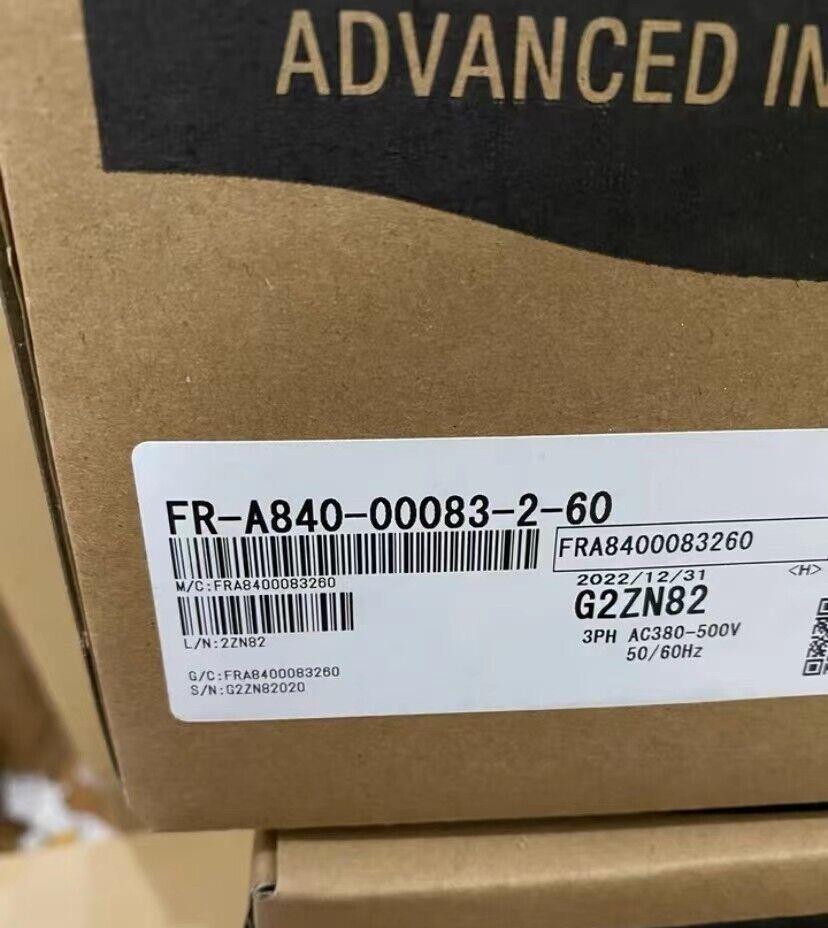 ADVANCED IN
FR-A840-00083-2-60
FRA8400083260
M/C:FRA8400083260
2022/12/31
<H>
G2ZN82
L/N:2ZN82
3PH AC380-500V
50/60Hz
G/C:FRA8400083260
S/N:G2ZN82020